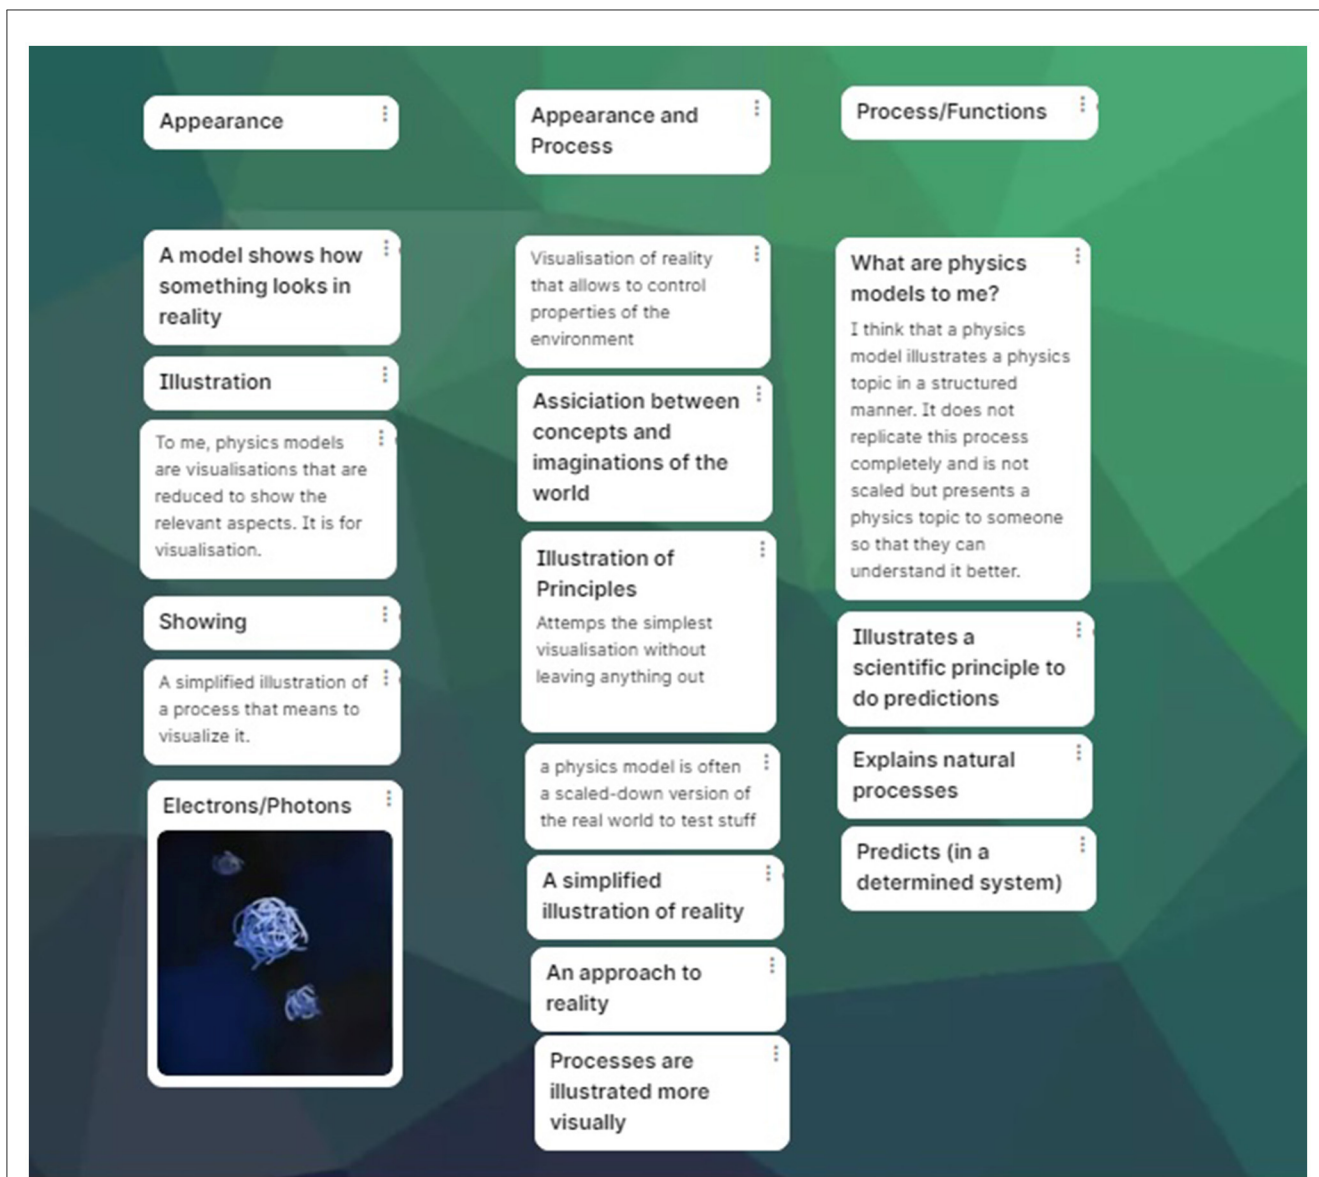 Appearance
A model shows how
something looks in
reality
Illustration
To me, physics models
are visualisations that are
reduced to show the
relevant aspects. It is for
visualisation.
Showing
A simplified illustration of
a process that means to
visualize it.
Electrons/Photons
Appearance and
Process
Visualisation of reality
that allows to control
properties of the
environment
Assiciation between
concepts and
imaginations of the
world
Illustration of
Principles
Attemps the simplest
visualisation without
leaving anything out
a physics model is often
a scaled-down version of
the real world to test stuff
A simplified
illustration of reality
An approach to
reality
Processes are
illustrated more
visually
Process/Functions
What are physics
models to me?
I think that a physics
model illustrates a physics
topic in a structured
manner. It does not
replicate this process
completely and is not
scaled but presents a
physics topic to someone
so that they can
understand it better.
Illustrates a
scientific principle to
do predictions
Explains natural
processes
Predicts (in a
determined system)